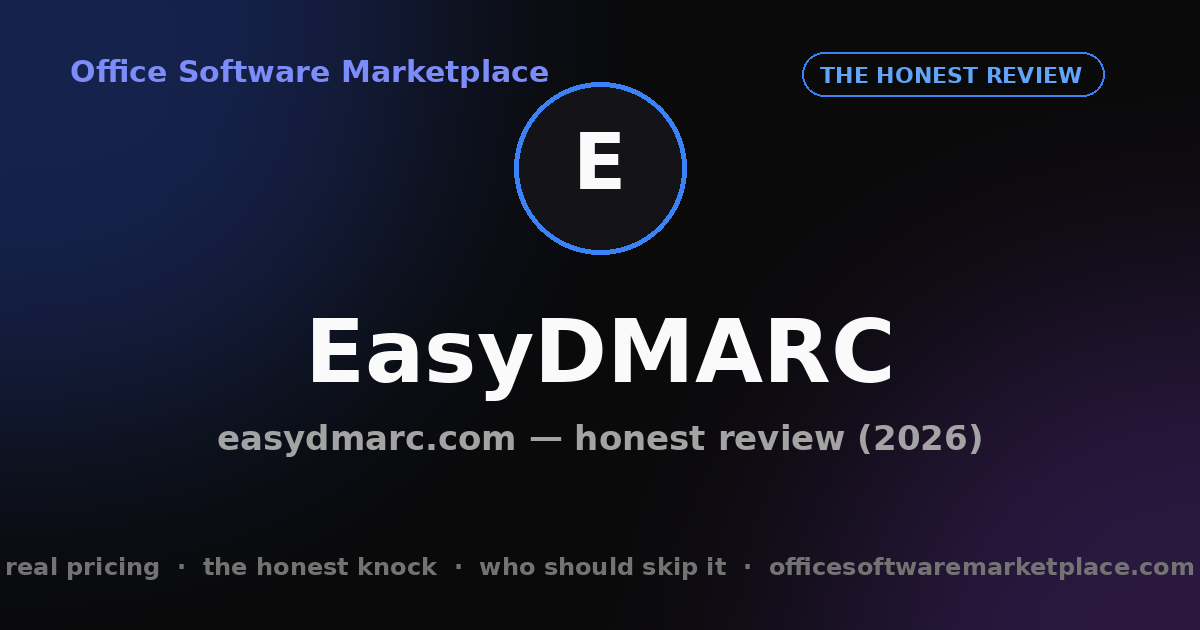 Office Software Marketplace
THE HONEST REVIEW
E
EasyDMARC
easydmarc.com — honest review (2026)
real pricing · the honest knock · who should skip it · officesoftwaremarketplace.com